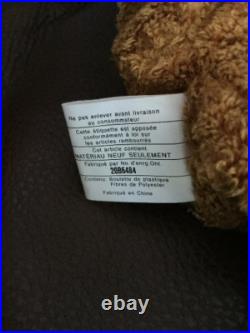 Ne pas enlever avant livraison
au consommateur
Cette étiquette est apposée
conformément à loi sur
les articles rembourrés
Cet article contient
MATÉRIAU NEUF SEULEMENT
Fabriqué par No d'enrg. Ont.
20B6484
Contenu: Boulette de plastique
Fibres de Polyester
Fabriqué en Chine